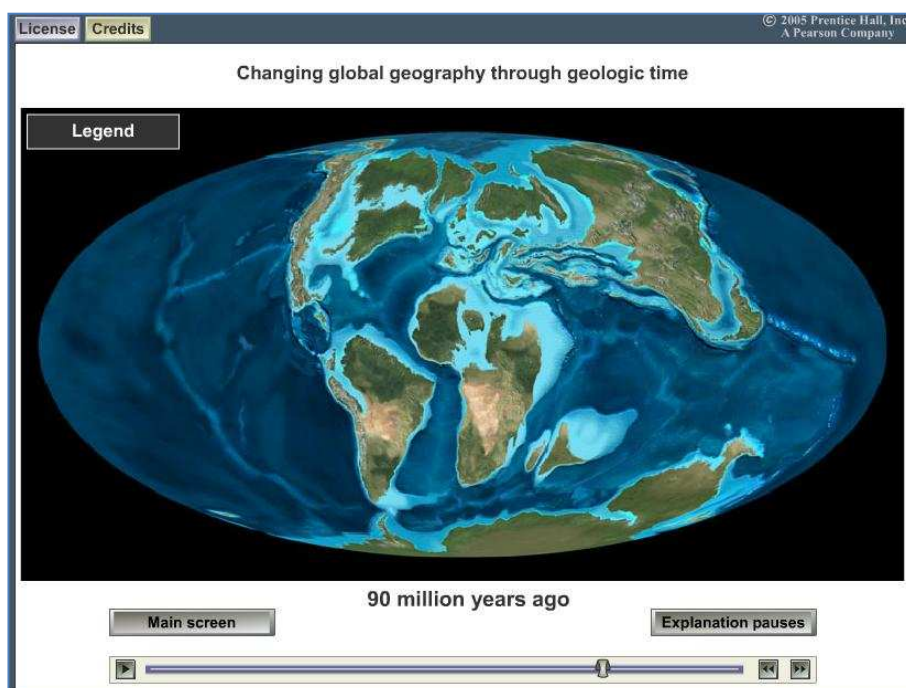 License Credits
© 2005 Prentice Hall, Inc
A Pearson Company
Changing global geography through geologic time
Legend
90 million years ago
Main screen
Explanation pauses